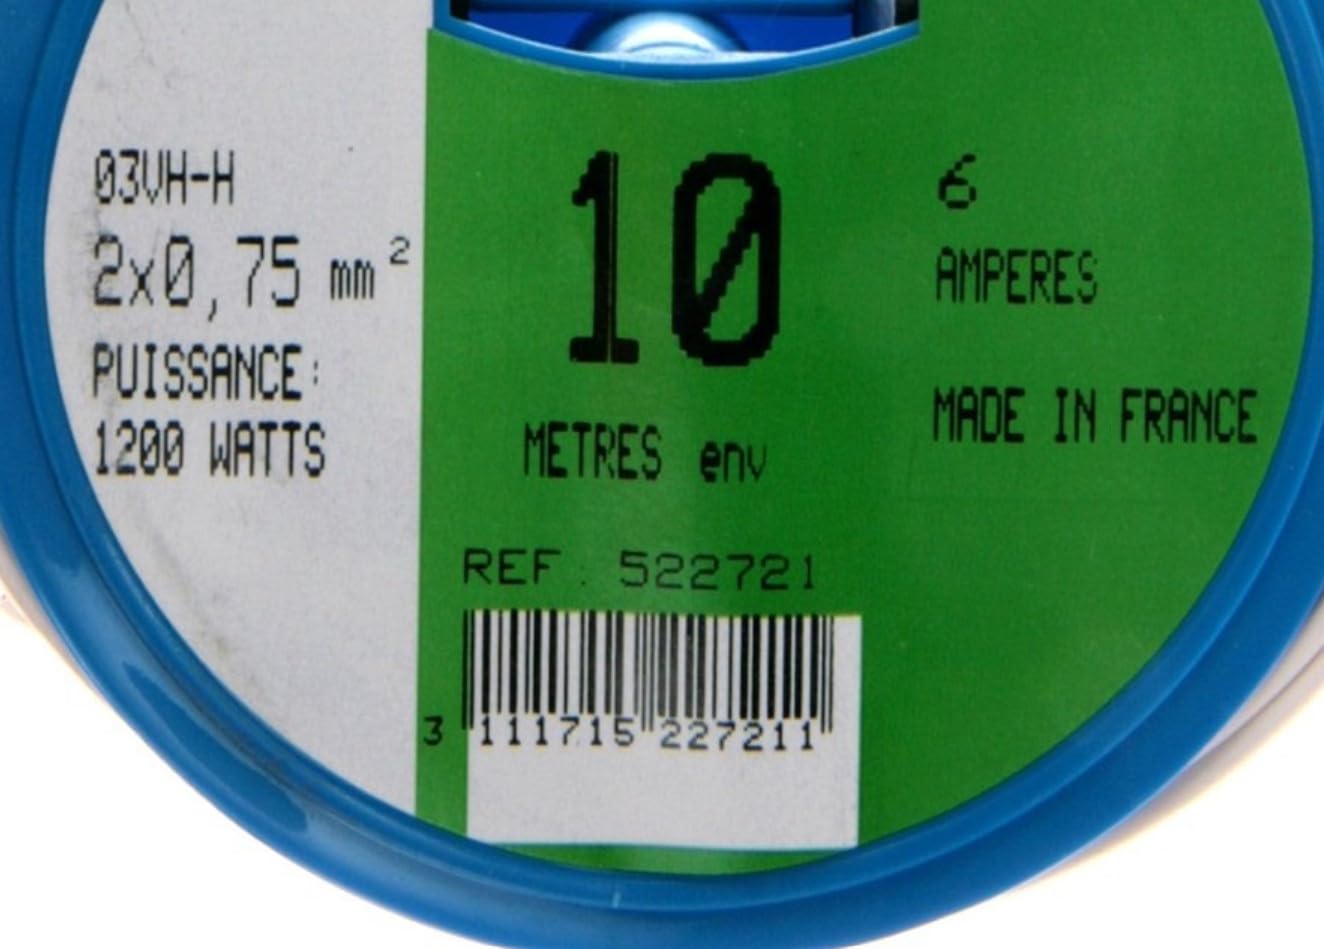 03VH-H
2x0,75 mm²
PUISSANCE:
1200 WATTS
10
METRES env
6
AMPERES
MADE IN FRANCE
REF. 522721
3 111715 227211